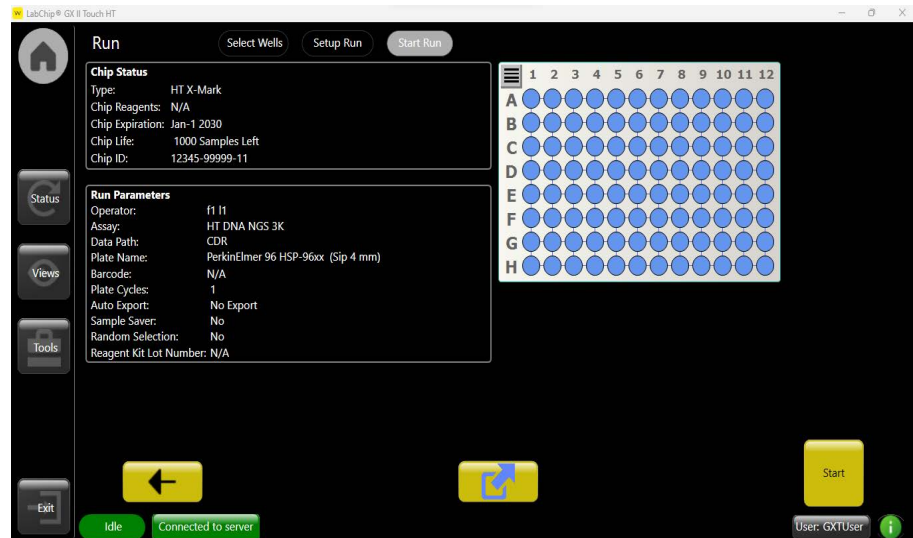 LabChip® GX II Touch HT
Run
Select Wells
Setup Run
Start Run
Chip Status
Type: HT X-Mark
Chip Reagents: N/A
Chip Expiration: Jan-1 2030
Chip Life: 1000 Samples Left
Chip ID: 12345-99999-11
Run Parameters
Operator: f1 l1
Assay: HT DNA NGS 3K
Data Path: CDR
Plate Name: PerkinElmer 96 HSP-96xx (Sip 4 mm)
Barcode: N/A
Plate Cycles: 1
Auto Export: No Export
Sample Saver: No
Random Selection: No
Reagent Kit Lot Number: N/A
1 2 3 4 5 6 7 8 9 10 11 12
A
B
C
D
E
F
G
H
Status
Views
Tools
Exit
Start
Idle
Connected to server
User: GXTUser
i